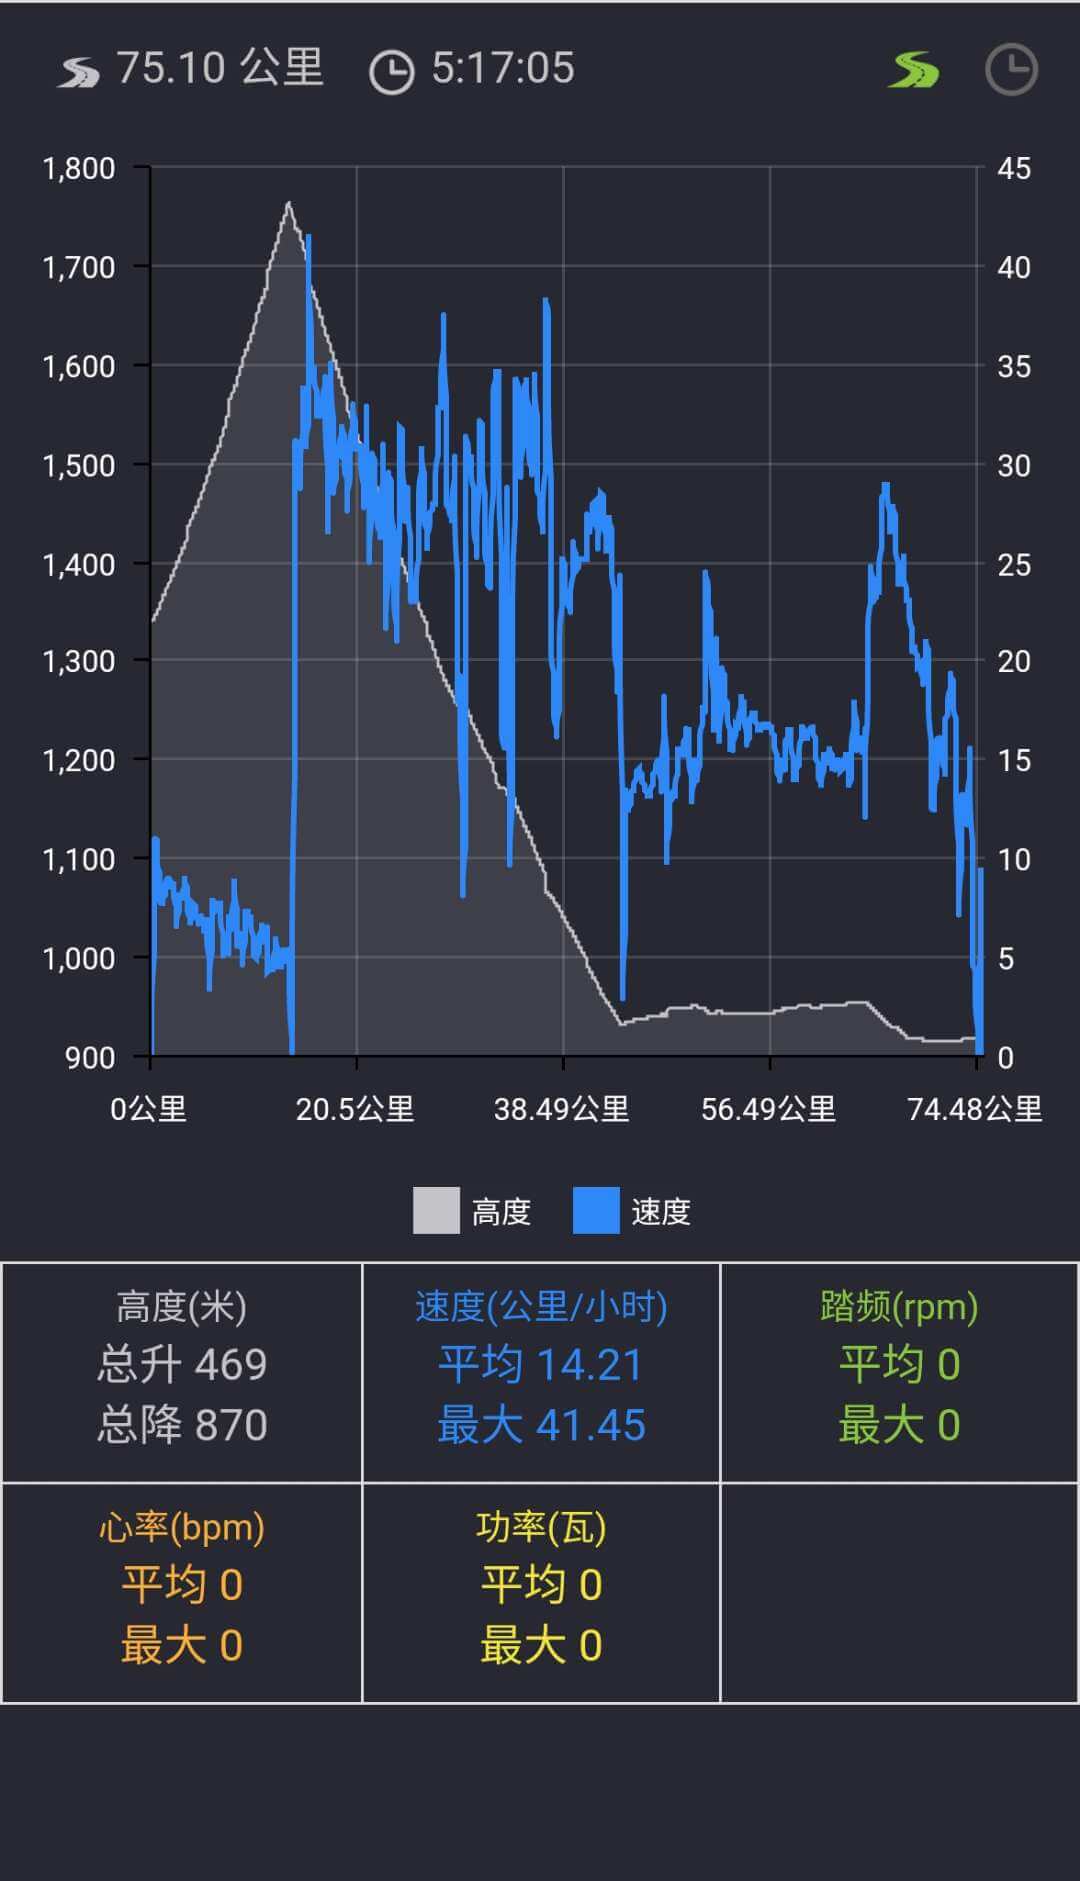 75.10 公里 5:17:05
1,800 45
1,700 40
1,600 35
1,500 30
1,400 25
1,300 20
1,200 15
1,100 10
1,000 5
900 0
0公里 20.5公里 38.49公里 56.49公里 74.48公里
高度 速度
高度(米) 速度(公里/小时) 踏频(rpm)
总升 469 平均 14.21 平均 0
总降 870 最大 41.45 最大 0
心率(bpm) 功率(瓦)
平均 0 平均 0
最大 0 最大 0